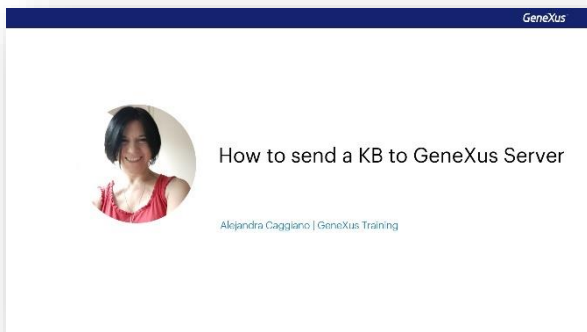 GeneXus
How to send a KB to GeneXus Server
Alejandra Caggiano | GeneXus Training